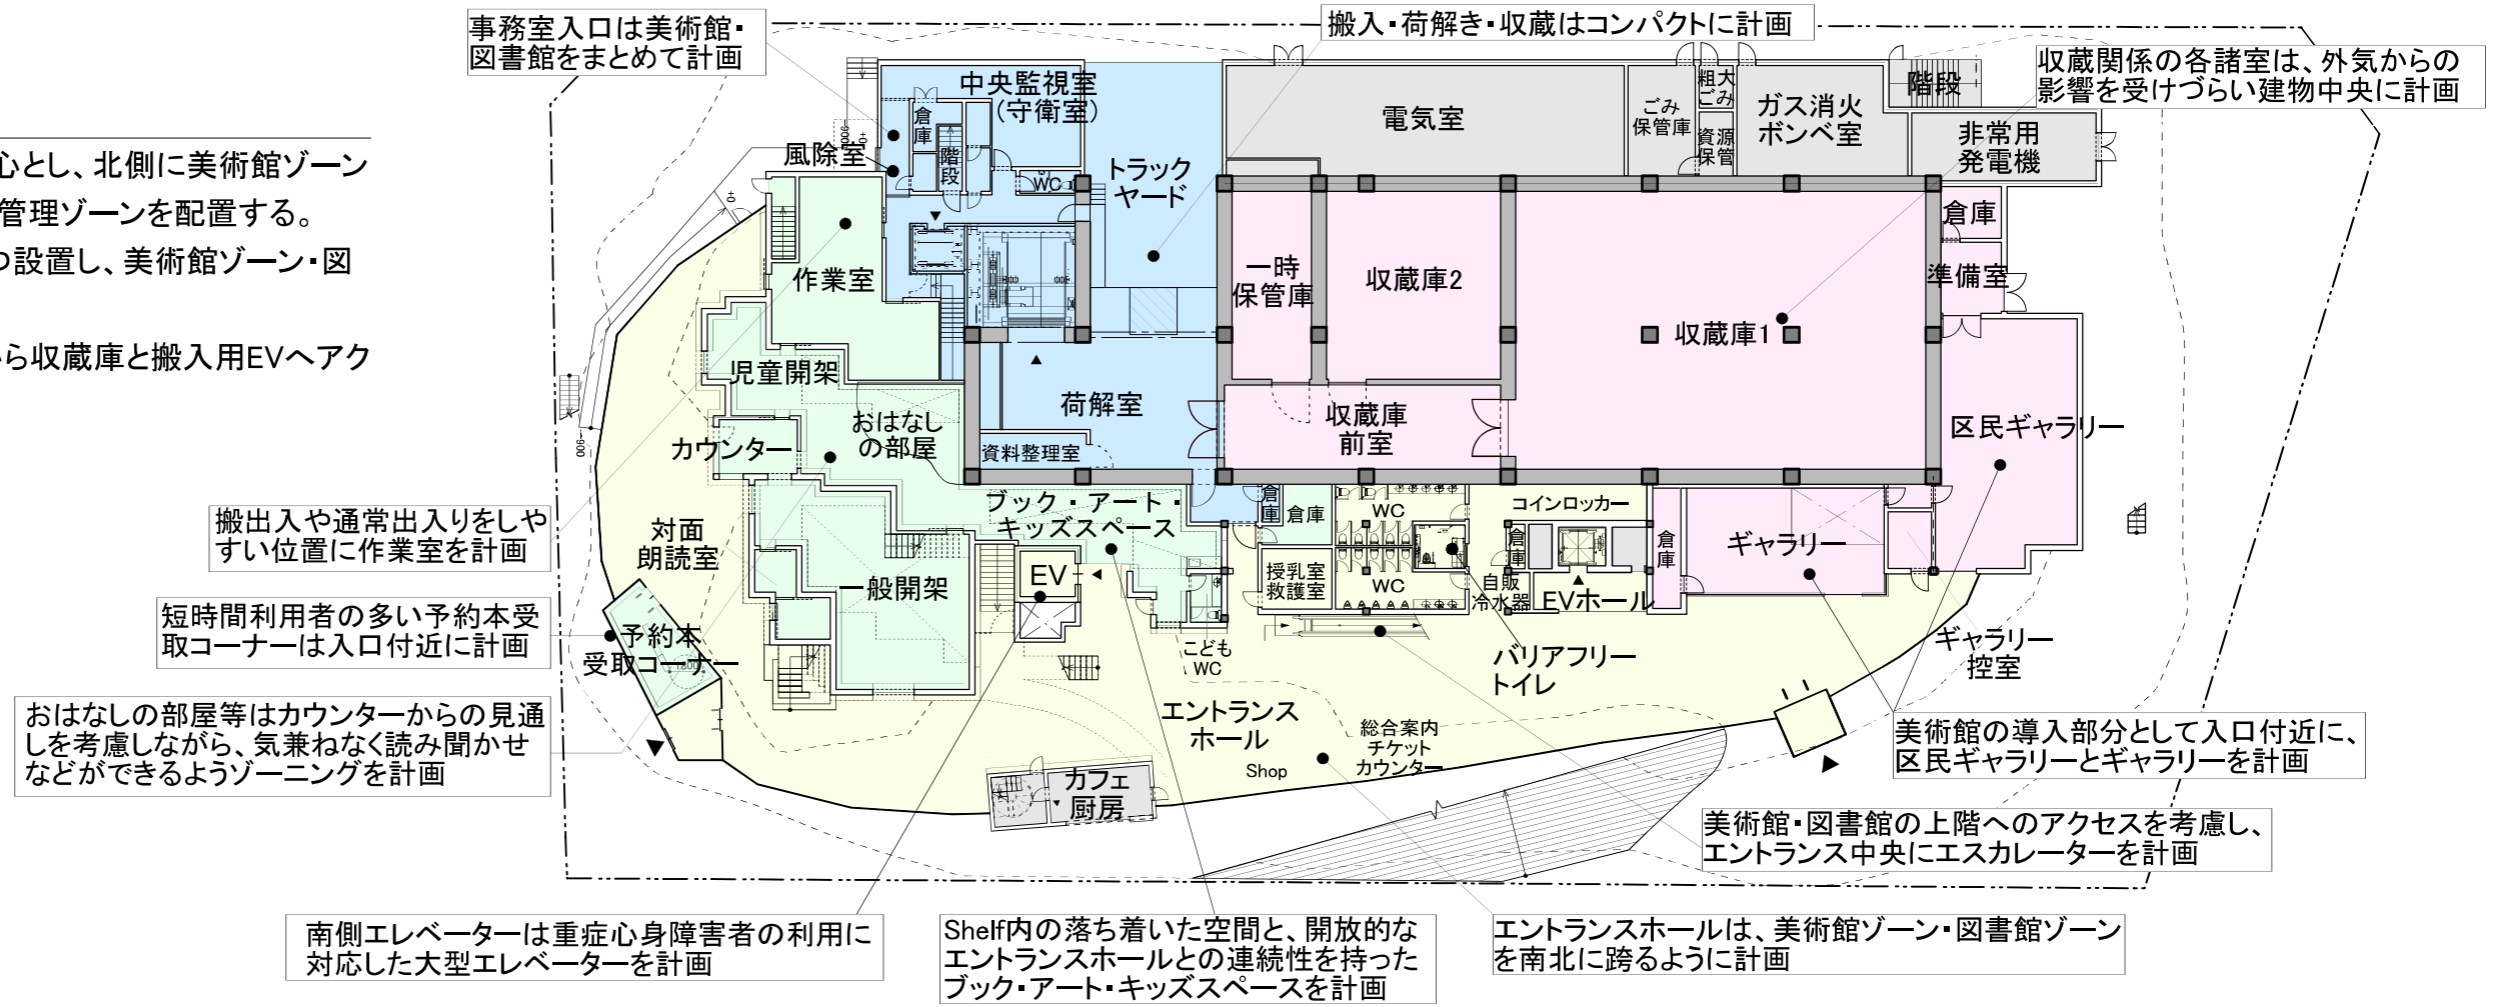 事務室入口は美術館・
図書館をまとめて計画
搬入・荷解き・収蔵はコンパクトに計画
収蔵関係の各諸室は、外気からの
影響を受けづらい建物中央に計画
心とし、北側に美術館ゾーン
管理ゾーンを配置する。
つ設置し、美術館ゾーン・図
ら収蔵庫と搬入用EVへアク
中央監視室
(守衛室)
倉庫
階段
風除室
WC
トラック
ヤード
電気室
ごみ
保管庫
粗大
ごみ
資源
保管
ガス消火
ボンベ室
階段
非常用
発電機
±0
-900
±0
-900
作業室
一時
保管庫
収蔵庫2
収蔵庫1
倉庫
準備室
児童開架
おはなし
の部屋
カウンター
荷解室
資料整理室
収蔵庫
前室
区民ギャラリー
ブック・アート・
キッズスペース
倉庫
倉庫
WC
WC
コインロッカー
倉庫
倉庫
ギャラリー
対面
朗読室
一般開架
EV
授乳室
救護室
自販
冷水器
EVホール
予約本
受取コーナー
1800
こども
WC
バリアフリー
トイレ
ギャラリー
控室
エントランス
ホール
総合案内
チケット
カウンター
Shop
カフェ
厨房
搬出入や通常出入りをしや
すい位置に作業室を計画
短時間利用者の多い予約本受
取コーナーは入口付近に計画
おはなしの部屋等はカウンターからの見通
しを考慮しながら、気兼ねなく読み聞かせ
などができるようゾーニングを計画
美術館の導入部分として入口付近に、
区民ギャラリーとギャラリーを計画
美術館・図書館の上階へのアクセスを考慮し、
エントランス中央にエスカレーターを計画
南側エレベーターは重症心身障害者の利用に
対応した大型エレベーターを計画
Shelf内の落ち着いた空間と、開放的な
エントランスホールとの連続性を持った
ブック・アート・キッズスペースを計画
エントランスホールは、美術館ゾーン・図書館ゾーン
を南北に跨るように計画